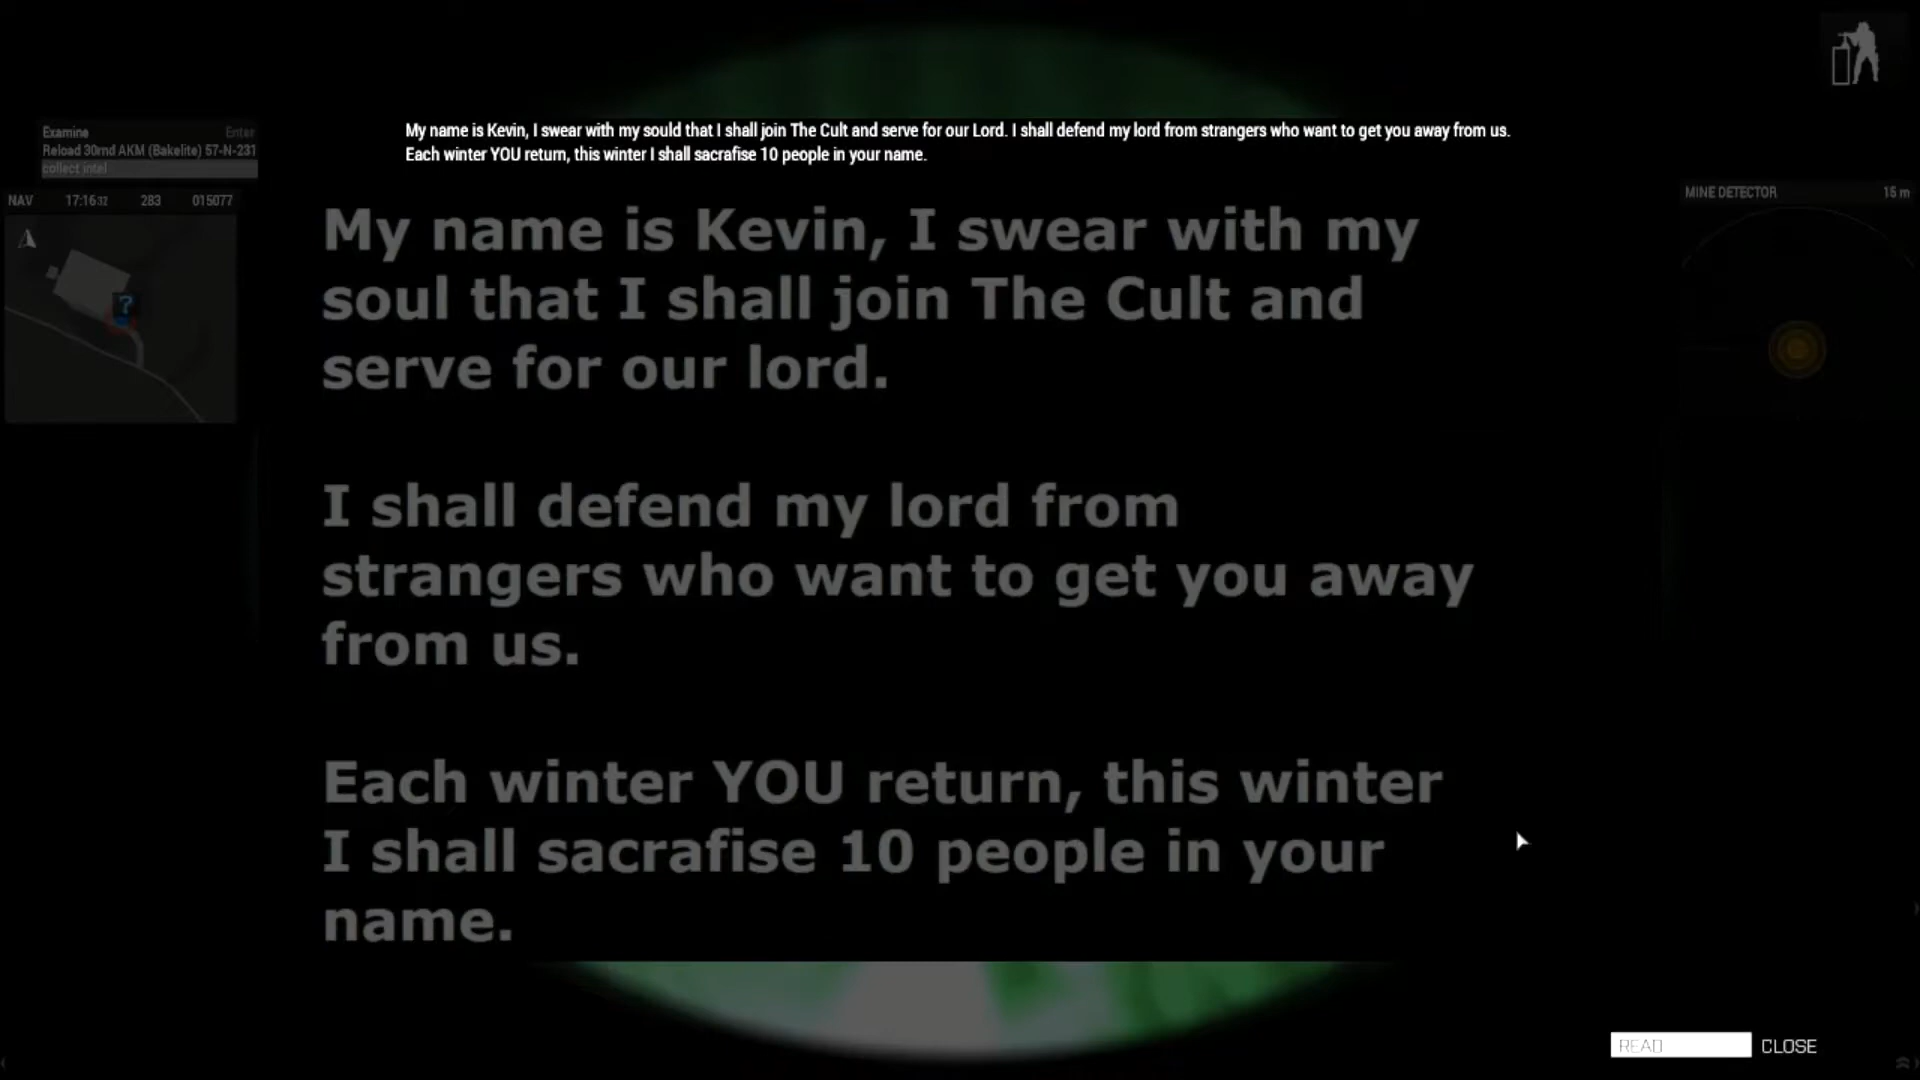 My name is Kevin, I swear with my sould that I shall join The Cult and serve for our Lord. I shall defend my lord from strangers who want to get you away from us.
Each winter YOU return, this winter I shall sacrafise 10 people in your name.
Examine Enter
Reload 30rnd AKM (Bakelite) 57-N-231
collect intel
NAV 17:16:32 283 015077
MINE DETECTOR 15 m
My name is Kevin, I swear with my
soul that I shall join The Cult and
serve for our lord.
I shall defend my lord from
strangers who want to get you away
from us.
Each winter YOU return, this winter
I shall sacrafise 10 people in your
name.
?
READ CLOSE